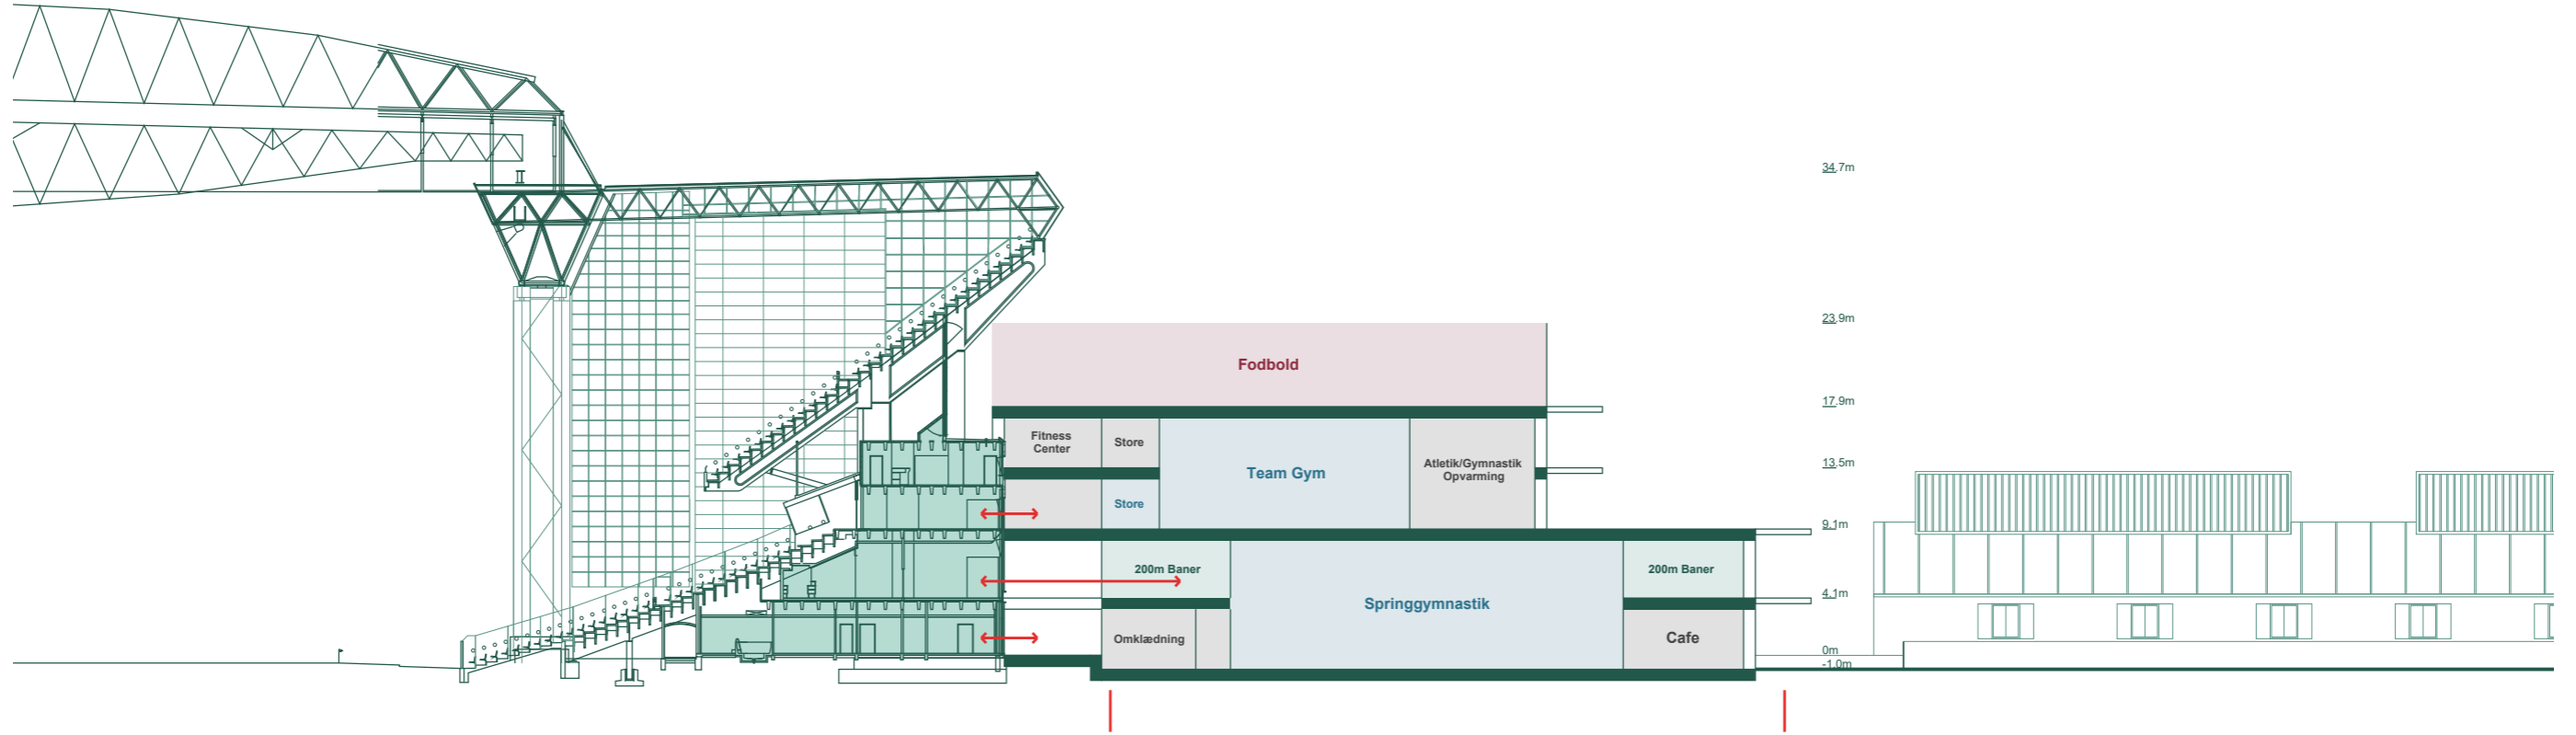 34.7m
23.9m
Fodbold
17.9m
Fitness
Center
Store
Team Gym
Atletik/Gymnastik
Opvarming
13.5m
Store
9.1m
200m Baner
200m Baner
4.1m
Springgymnastik
Omklædning
Cafe
0m
-1.0m